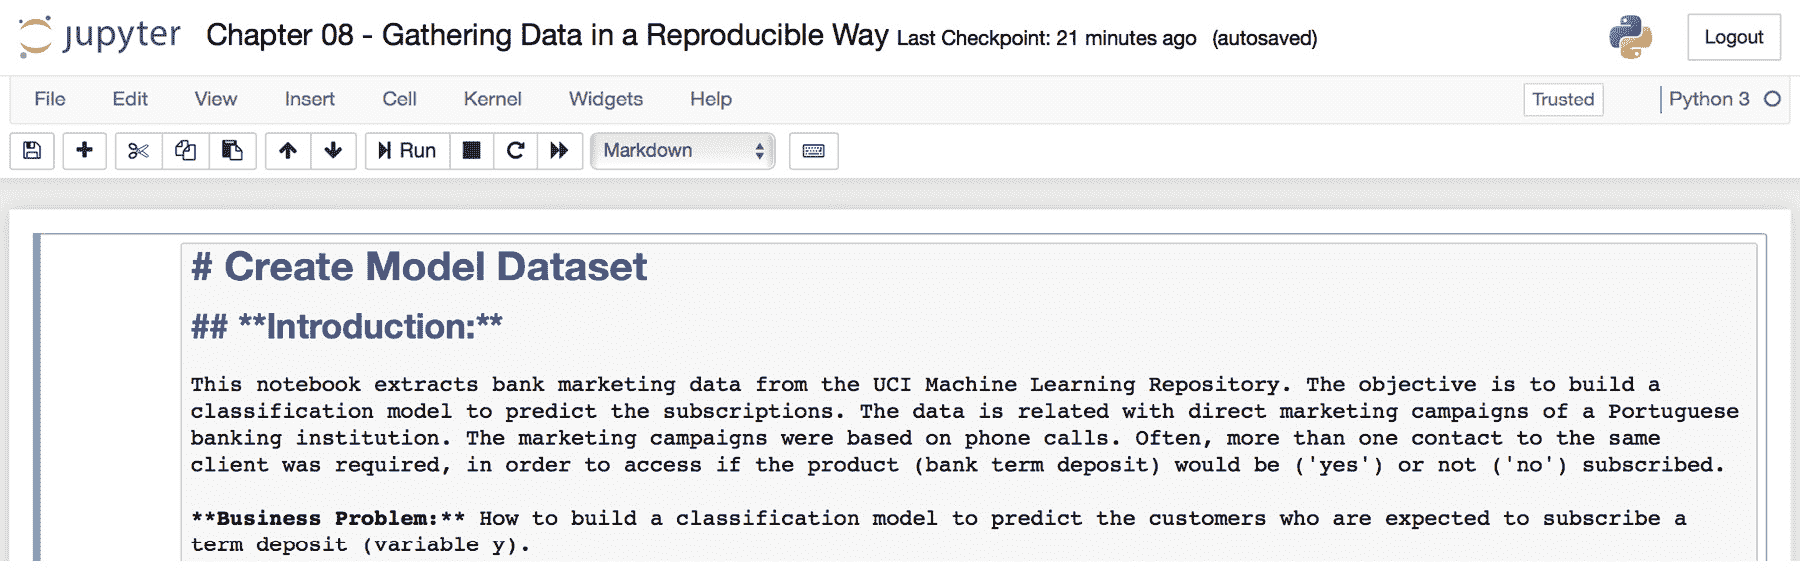 jupyter Chapter 08 - Gathering Data in a Reproducible Way Last Checkpoint: 21 minutes ago (autosaved) Logout
File Edit View Insert Cell Kernel Widgets Help Trusted Python 3
Run Markdown
# Create Model Dataset
## **Introduction:**
This notebook extracts bank marketing data from the UCI Machine Learning Repository. The objective is to build a
classification model to predict the subscriptions. The data is related with direct marketing campaigns of a Portuguese
banking institution. The marketing campaigns were based on phone calls. Often, more than one contact to the same
client was required, in order to access if the product (bank term deposit) would be ('yes') or not ('no') subscribed.
**Business Problem:** How to build a classification model to predict the customers who are expected to subscribe a
term deposit (variable y).